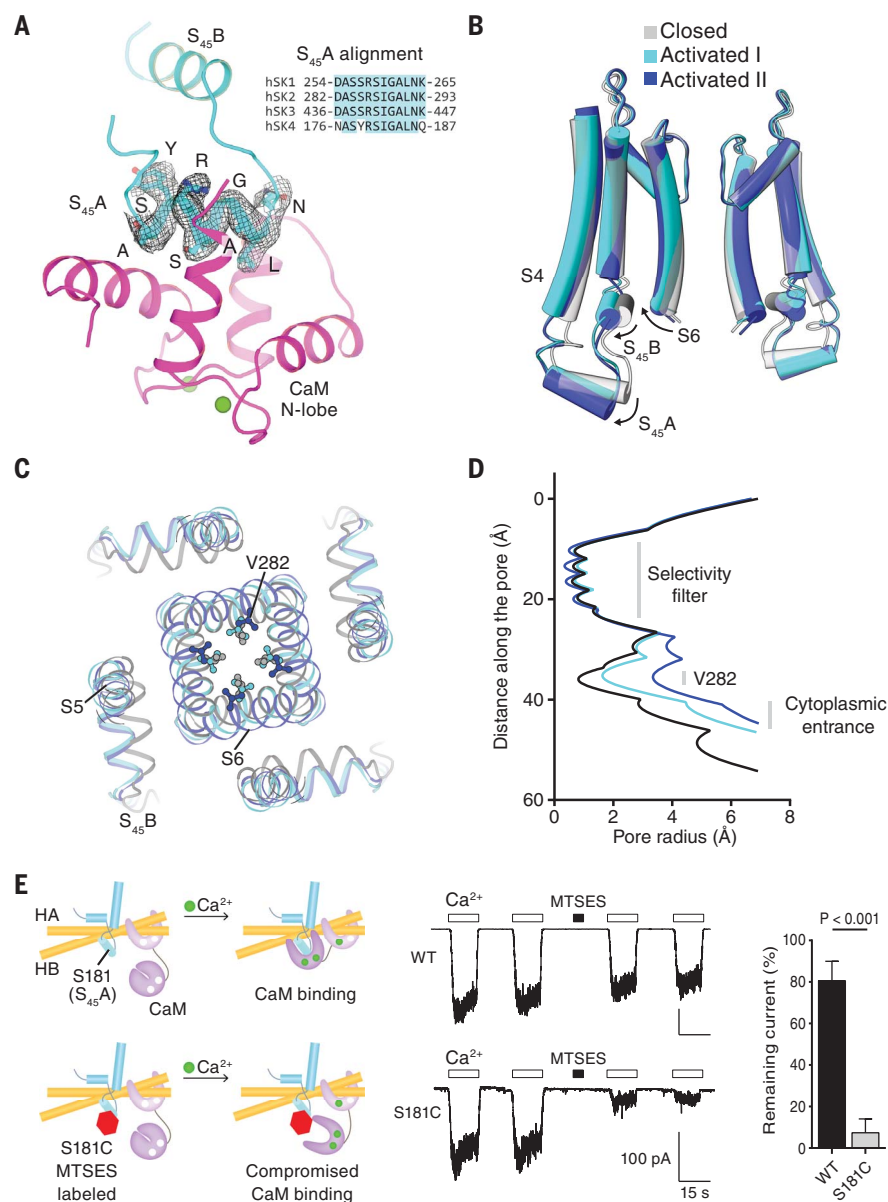 A
S45B
S45A alignment
hSK1 254-DASSRSIGALNK-265
hSK2 282-DASSRSIGALNK-293
hSK3 436-DASSRSIGALNK-447
hSK4 176-NASYRSIGALNQ-187
Y
R
G
S45A
S
N
A
S
A
L
CaM
N-lobe
B
Closed
Activated I
Activated II
S4
S6
S45B
S45A
C
V282
S5
S6
S45B
D
0
20
40
60
Distance along the pore (Å)
Selectivity
filter
V282
Cytoplasmic
entrance
0 2 4 6 8
Pore radius (Å)
E
HA
HB
Ca2+
S181
(S45A)
CaM
CaM binding
Ca2+
S181C
MTSES
labeled
Compromised
CaM binding
Ca2+
MTSES
WT
Ca2+
MTSES
S181C
100 pA
15 s
P < 0.001
100
80
60
40
20
0
Remaining current (%)
WT
S181C